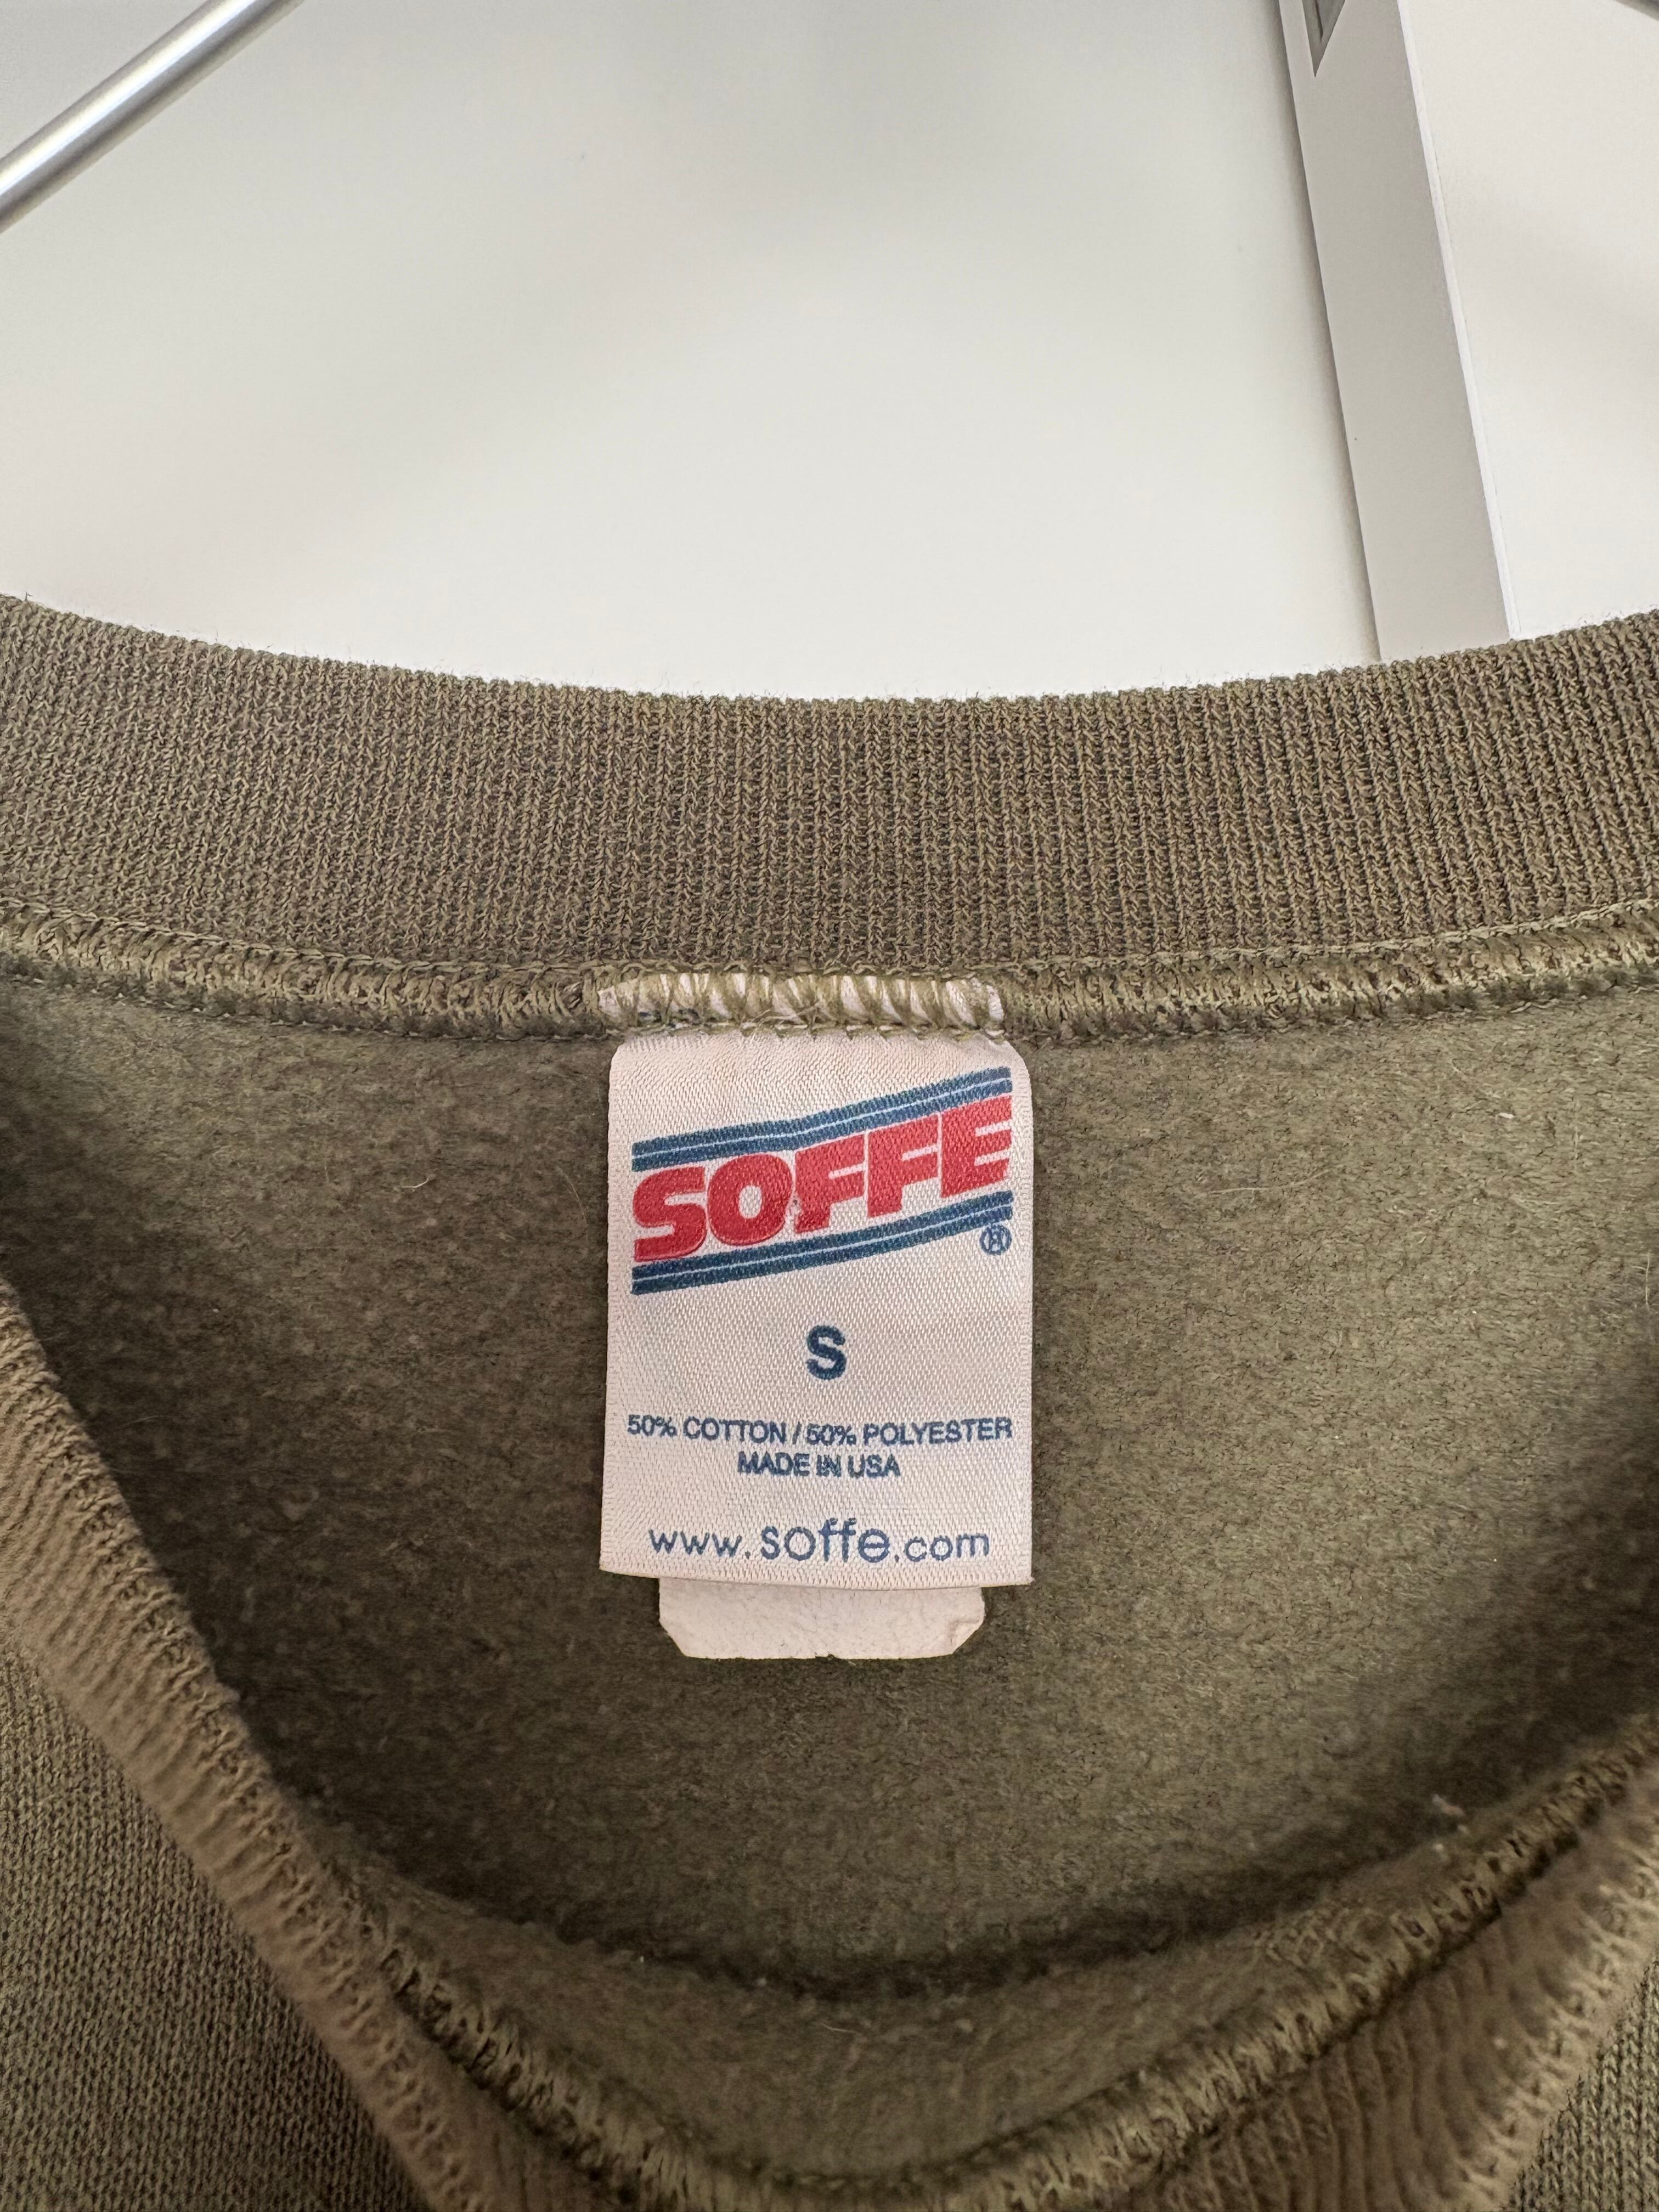 SOFFE
®
S
50% COTTON / 50% POLYESTER
MADE IN USA
www.soffe.com